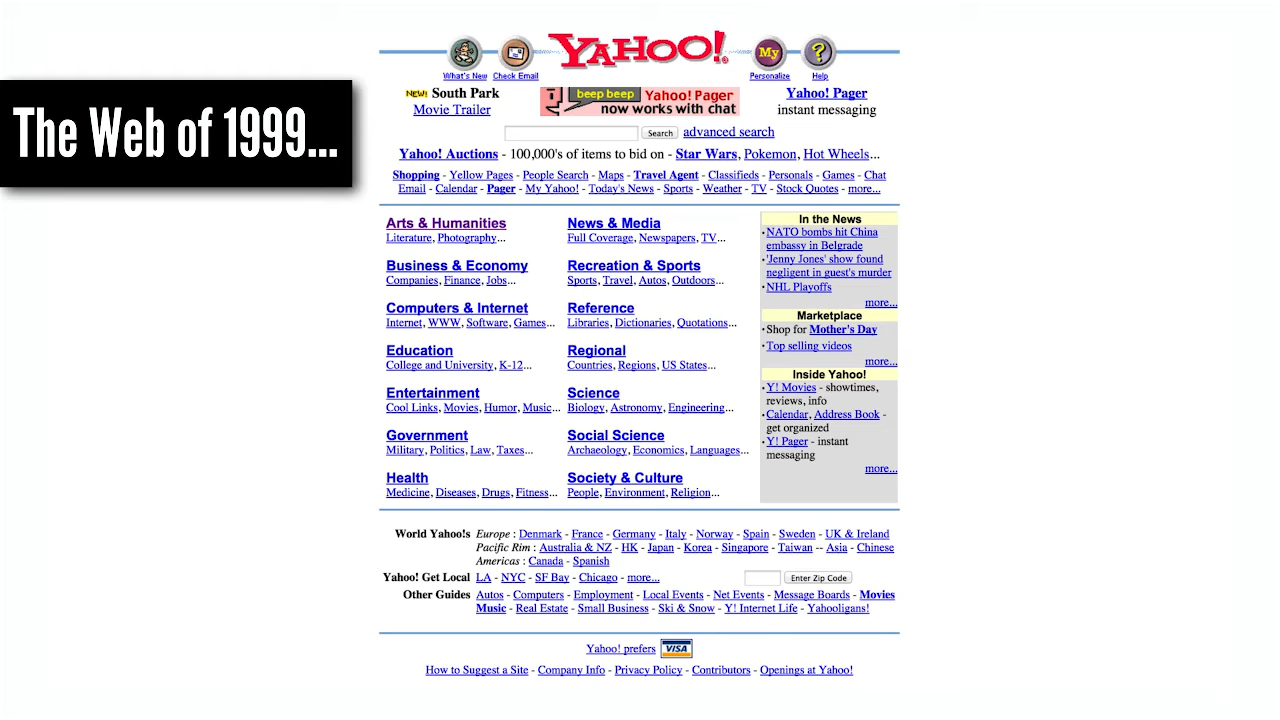 The Web of 1999...
YAHOO!
What's New Check Email
My
Personalize
?
Help
NEW! South Park
Movie Trailer
beep beep Yahoo! Pager
now works with chat
Yahoo! Pager
instant messaging
Search advanced search
Yahoo! Auctions - 100,000's of items to bid on - Star Wars, Pokemon, Hot Wheels...
Shopping - Yellow Pages - People Search - Maps - Travel Agent - Classifieds - Personals - Games - Chat
Email - Calendar - Pager - My Yahoo! - Today's News - Sports - Weather - TV - Stock Quotes - more...
Arts & Humanities
Literature, Photography...
Business & Economy
Companies, Finance, Jobs...
Computers & Internet
Internet, WWW, Software, Games...
Education
College and University, K-12...
Entertainment
Cool Links, Movies, Humor, Music...
Government
Military, Politics, Law, Taxes...
Health
Medicine, Diseases, Drugs, Fitness...
News & Media
Full Coverage, Newspapers, TV...
Recreation & Sports
Sports, Travel, Autos, Outdoors...
Reference
Libraries, Dictionaries, Quotations...
Regional
Countries, Regions, US States...
Science
Biology, Astronomy, Engineering...
Social Science
Archaeology, Economics, Languages...
Society & Culture
People, Environment, Religion...
In the News
·NATO bombs hit China
embassy in Belgrade
·'Jenny Jones' show found
negligent in guest's murder
·NHL Playoffs
more...
Marketplace
·Shop for Mother's Day
·Top selling videos
more...
Inside Yahoo!
·Y! Movies - showtimes,
reviews, info
·Calendar, Address Book -
get organized
·Y! Pager - instant
messaging
more...
World Yahoo!s Europe : Denmark - France - Germany - Italy - Norway - Spain - Sweden - UK & Ireland
Pacific Rim : Australia & NZ - HK - Japan - Korea - Singapore - Taiwan -- Asia - Chinese
Americas : Canada - Spanish
Yahoo! Get Local LA - NYC - SF Bay - Chicago - more... Enter Zip Code
Other Guides Autos - Computers - Employment - Local Events - Net Events - Message Boards - Movies
Music - Real Estate - Small Business - Ski & Snow - Y! Internet Life - Yahooligans!
Yahoo! prefers VISA
How to Suggest a Site - Company Info - Privacy Policy - Contributors - Openings at Yahoo!